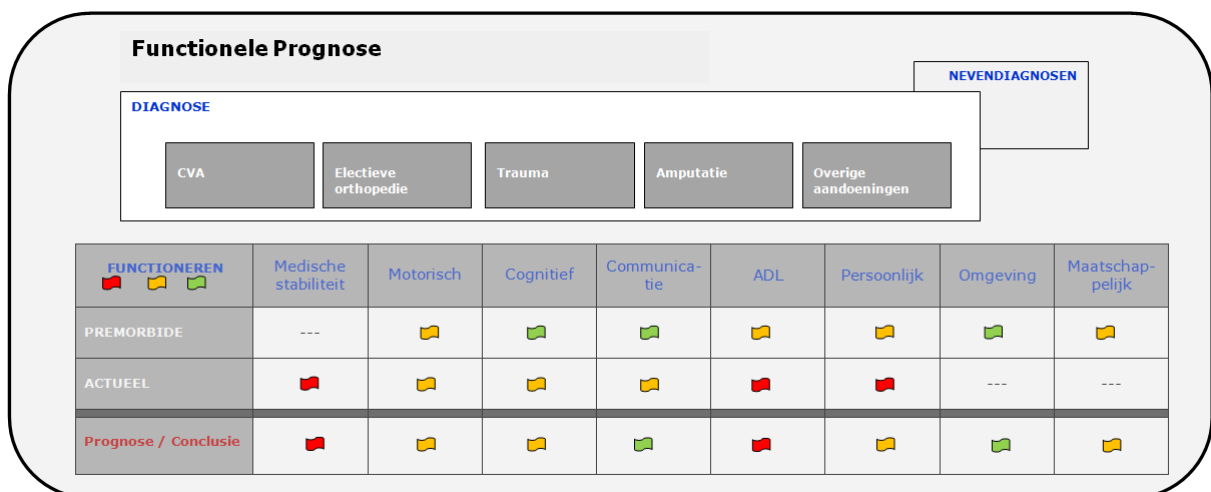 Functionele Prognose
NEVENDIAGNOSEN
DIAGNOSE
CVA
Electieve
orthopedie
Trauma
Amputatie
Overige
aandoeningen
FUNCTIONEREN
Medische
stabiliteit
Motorisch
Cognitief
Communica-
tie
ADL
Persoonlijk
Omgeving
Maatschap-
pelijk
PREMORBIDE
---
ACTUEEL
---
---
Prognose / Conclusie